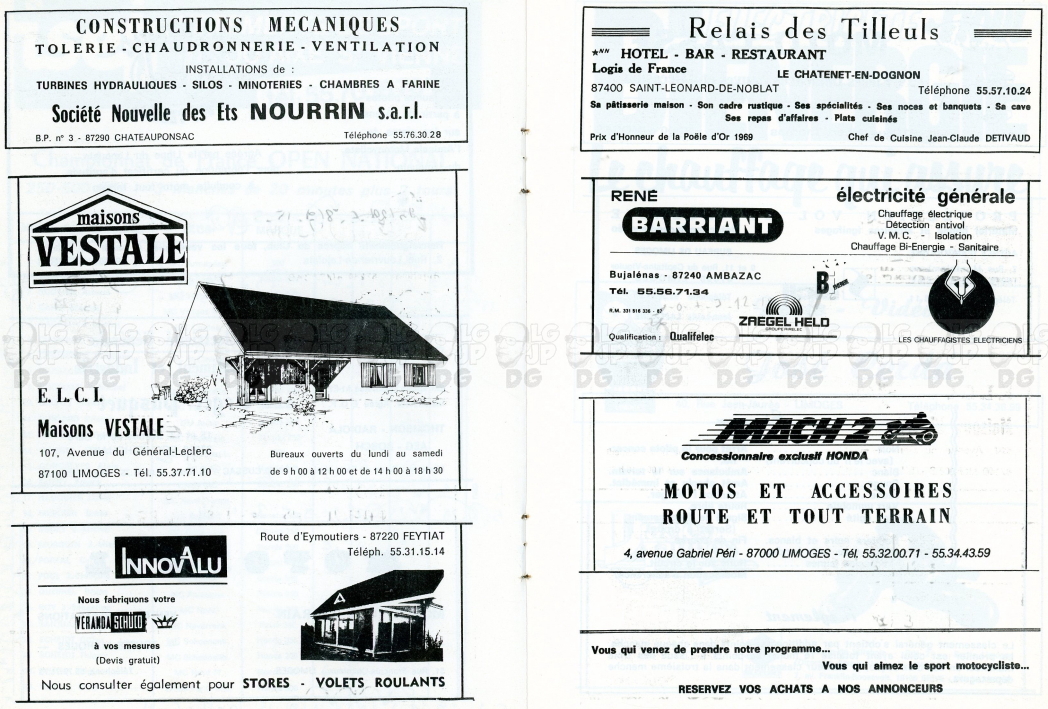 CONSTRUCTIONS MECANIQUES
TOLERIE - CHAUDRONNERIE - VENTILATION
INSTALLATIONS de :
TURBINES HYDRAULIQUES - SILOS - MINOTERIES - CHAMBRES A FARINE
Société Nouvelle des Ets NOURRIN s.a.r.l.
B.P. n° 3 - 87290 CHATEAUPONSAC Téléphone 55.76.30.28
maisons
VESTALE
E. L. C. I.
Maisons VESTALE
107, Avenue du Général-Leclerc
87100 LIMOGES - Tél. 55.37.71.10
Bureaux ouverts du lundi au samedi
de 9 h 00 à 12 h 00 et de 14 h 00 à 18 h 30
INNOVALU
Route d'Eymoutiers - 87220 FEYTIAT
Téléph. 55.31.15.14
Nous fabriquons votre
VERANDA SCHÜCO
à vos mesures
(Devis gratuit)
Nous consulter également pour STORES - VOLETS ROULANTS
Relais des Tilleuls
*NN HOTEL - BAR - RESTAURANT
Logis de France
LE CHATENET-EN-DOGNON
87400 SAINT-LEONARD-DE-NOBLAT Téléphone 55.57.10.24
Sa pâtisserie maison - Son cadre rustique - Ses spécialités - Ses noces et banquets - Sa cave
Ses repas d'affaires - Plats cuisinés
Prix d'Honneur de la Poële d'Or 1969 Chef de Cuisine Jean-Claude DETIVAUD
RENE
BARRIANT
électricité générale
Chauffage électrique
Détection antivol
V.M.C. - Isolation
Chauffage Bi-Energie - Sanitaire
Bujalénas - 87240 AMBAZAC
Tél. 55.56.71.34
R.M. 331 516 336 - 87
Qualification : Qualifelec
B
ZAEGEL HELD
LES CHAUFFAGISTES ELECTRICIENS
MACH 2
Concessionnaire exclusif HONDA
MOTOS ET ACCESSOIRES
ROUTE ET TOUT TERRAIN
4, avenue Gabriel Péri - 87000 LIMOGES - Tél. 55.32.00.71 - 55.34.43.59
Vous qui venez de prendre notre programme...
Vous qui aimez le sport motocycliste...
RESERVEZ VOS ACHATS A NOS ANNONCEURS
LG
JP
DG